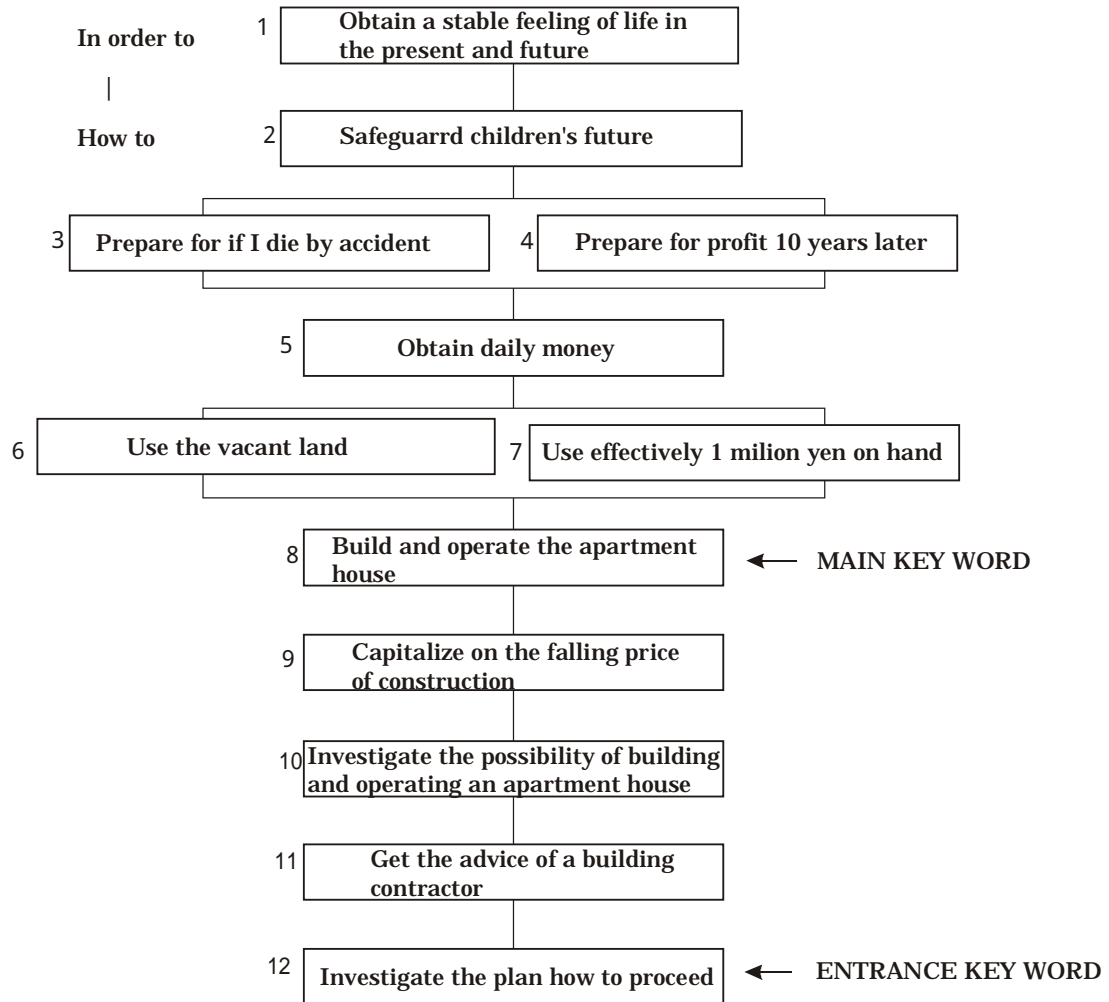 In order to
|
How to
1
Obtain a stable feeling of life in
the present and future
2
Safeguarrd children's future
3
Prepare for if I die by accident
4
Prepare for profit 10 years later
5
Obtain daily money
6
Use the vacant land
7
Use effectively 1 milion yen on hand
8
Build and operate the apartment
house
MAIN KEY WORD
9
Capitalize on the falling price
of construction
10
Investigate the possibility of building
and operating an apartment house
11
Get the advice of a building
contractor
12
Investigate the plan how to proceed
ENTRANCE KEY WORD